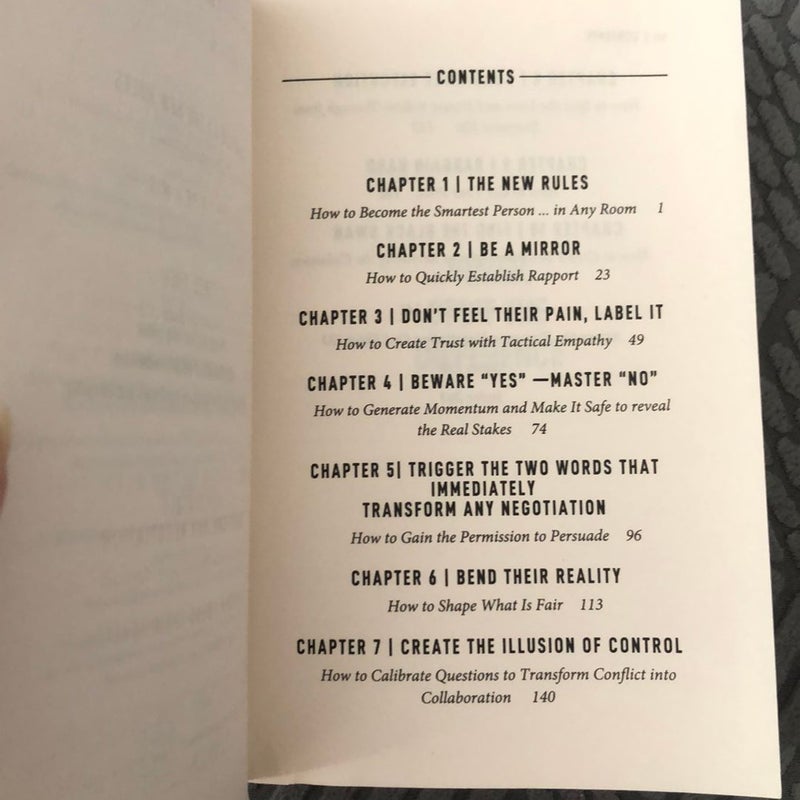 CONTENTS
CHAPTER 1 | THE NEW RULES
How to Become the Smartest Person ... in Any Room 1
CHAPTER 2 | BE A MIRROR
How to Quickly Establish Rapport 23
CHAPTER 3 | DON'T FEEL THEIR PAIN, LABEL IT
How to Create Trust with Tactical Empathy 49
CHAPTER 4 | BEWARE “YES” —MASTER “NO”
How to Generate Momentum and Make It Safe to reveal
the Real Stakes 74
CHAPTER 5| TRIGGER THE TWO WORDS THAT
IMMEDIATELY
TRANSFORM ANY NEGOTIATION
How to Gain the Permission to Persuade 96
CHAPTER 6 | BEND THEIR REALITY
How to Shape What Is Fair 113
CHAPTER 7 | CREATE THE ILLUSION OF CONTROL
How to Calibrate Questions to Transform Conflict into
Collaboration 140